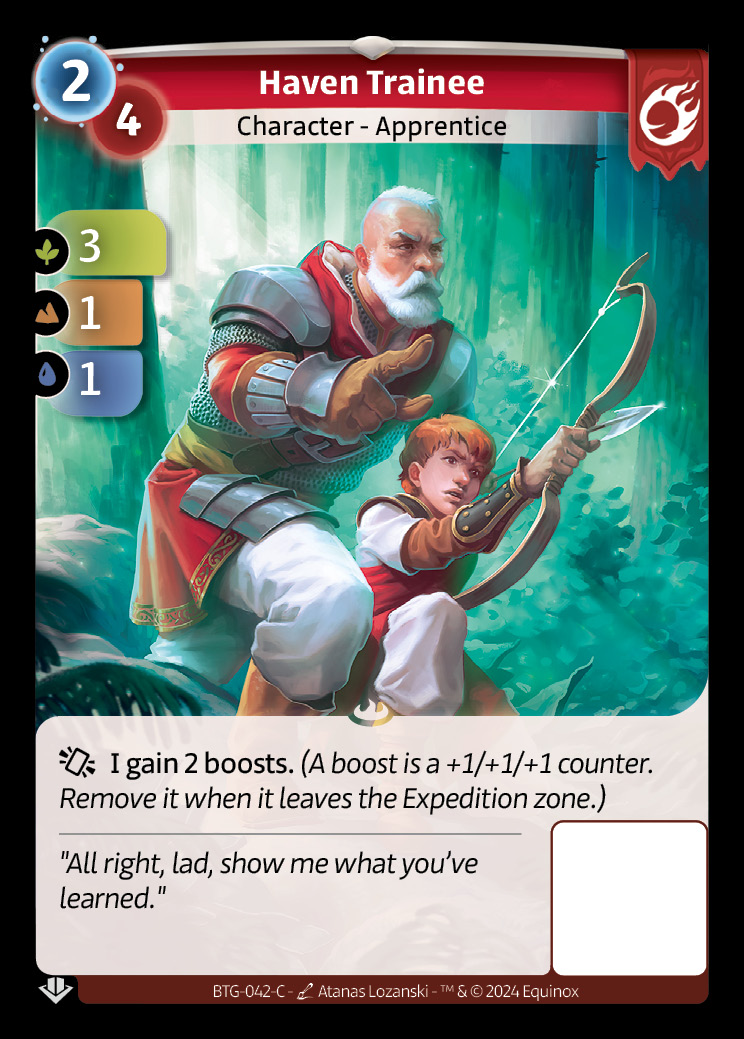 2
Haven Trainee
4
Character - Apprentice
3
1
1
I gain 2 boosts. (A boost is a +1/+1/+1 counter.
Remove it when it leaves the Expedition zone.)
"All right, lad, show me what you've
learned."
BTG-042-C - Atanas Lozanski - ™ & © 2024 Equinox